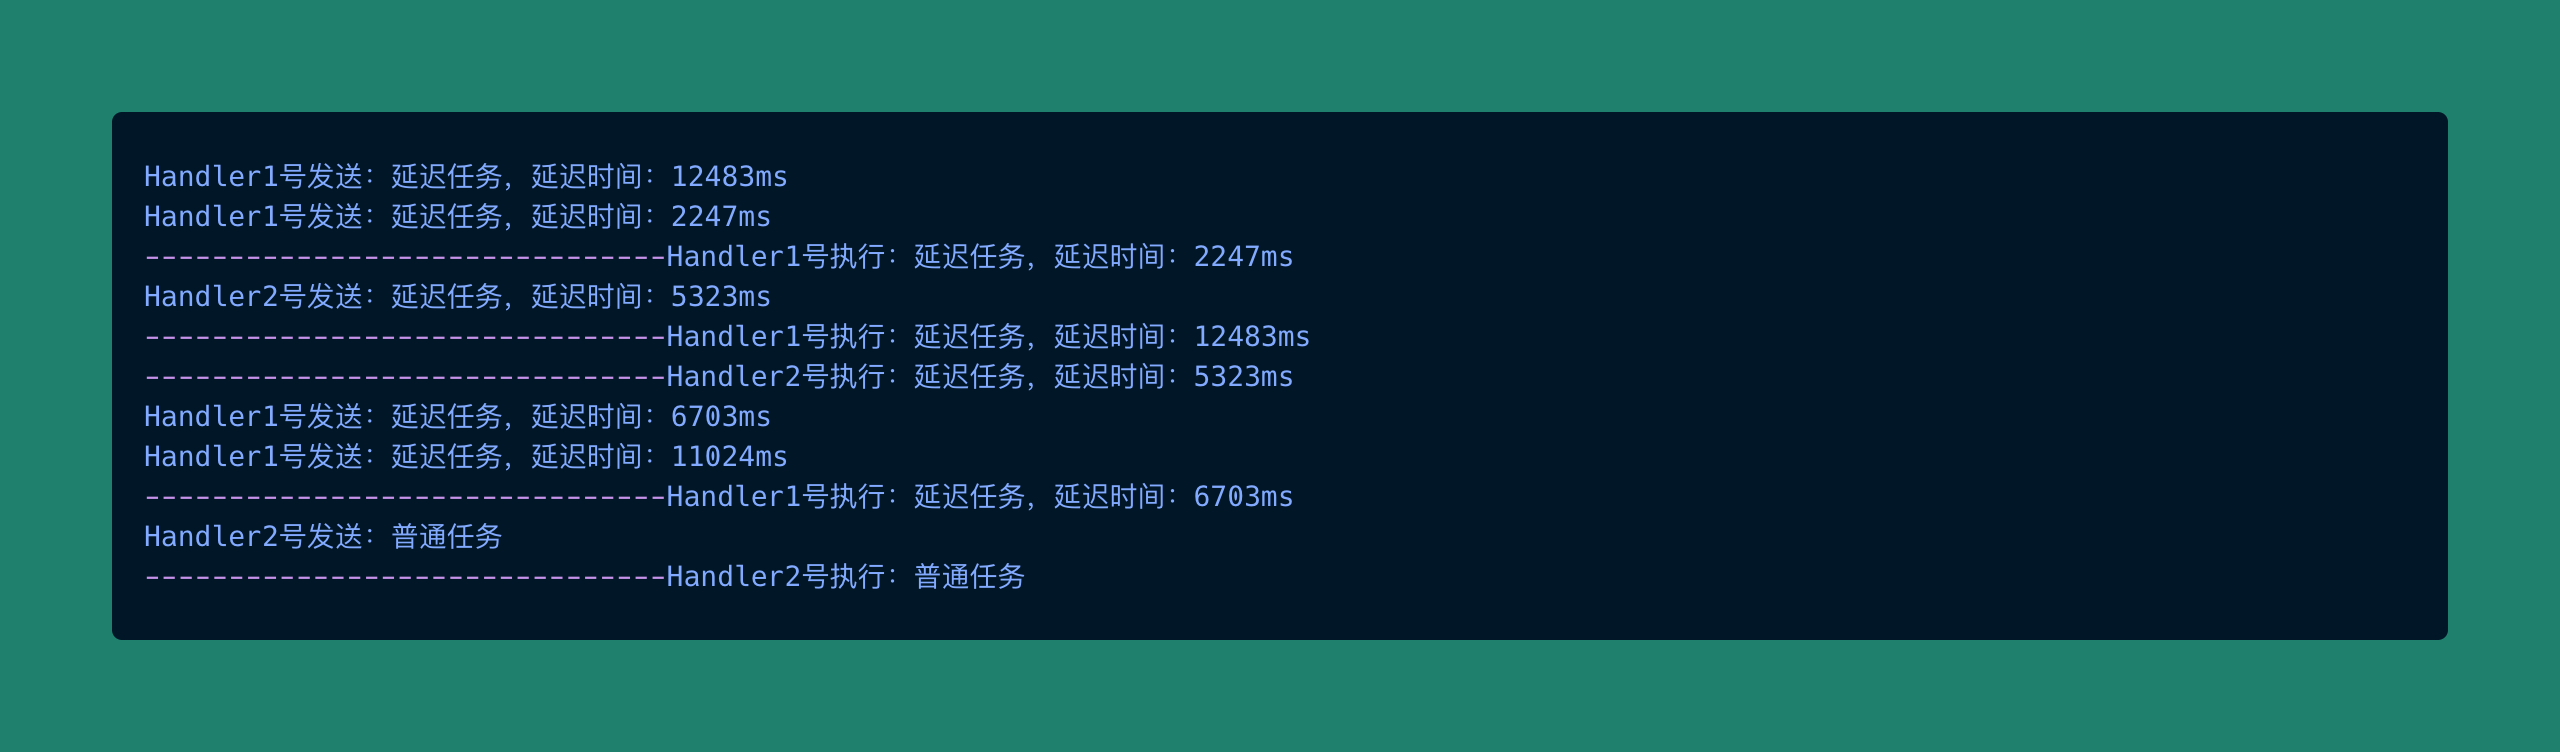 Handler1号发送：延迟任务，延迟时间：12483ms
Handler1号发送：延迟任务，延迟时间：2247ms
-------------------------------Handler1号执行：延迟任务，延迟时间：2247ms
Handler2号发送：延迟任务，延迟时间：5323ms
-------------------------------Handler1号执行：延迟任务，延迟时间：12483ms
-------------------------------Handler2号执行：延迟任务，延迟时间：5323ms
Handler1号发送：延迟任务，延迟时间：6703ms
Handler1号发送：延迟任务，延迟时间：11024ms
-------------------------------Handler1号执行：延迟任务，延迟时间：6703ms
Handler2号发送：普通任务
-------------------------------Handler2号执行：普通任务